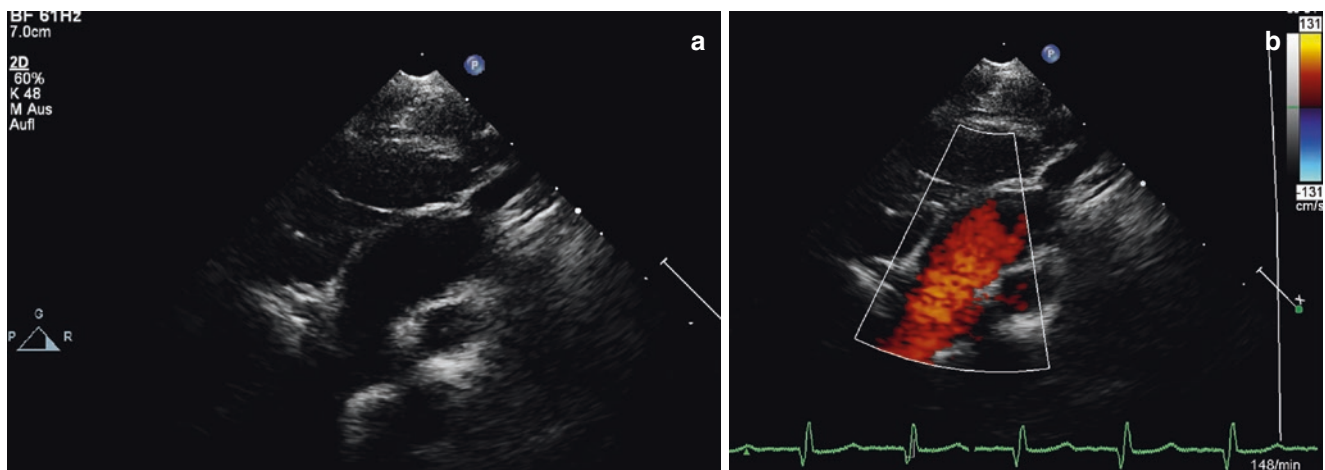 BF 61Hz
7.0cm
2D
60%
K 48
M Aus
Aufl
P
G
P R
a
P
b
131
-131
cm/s
148/min